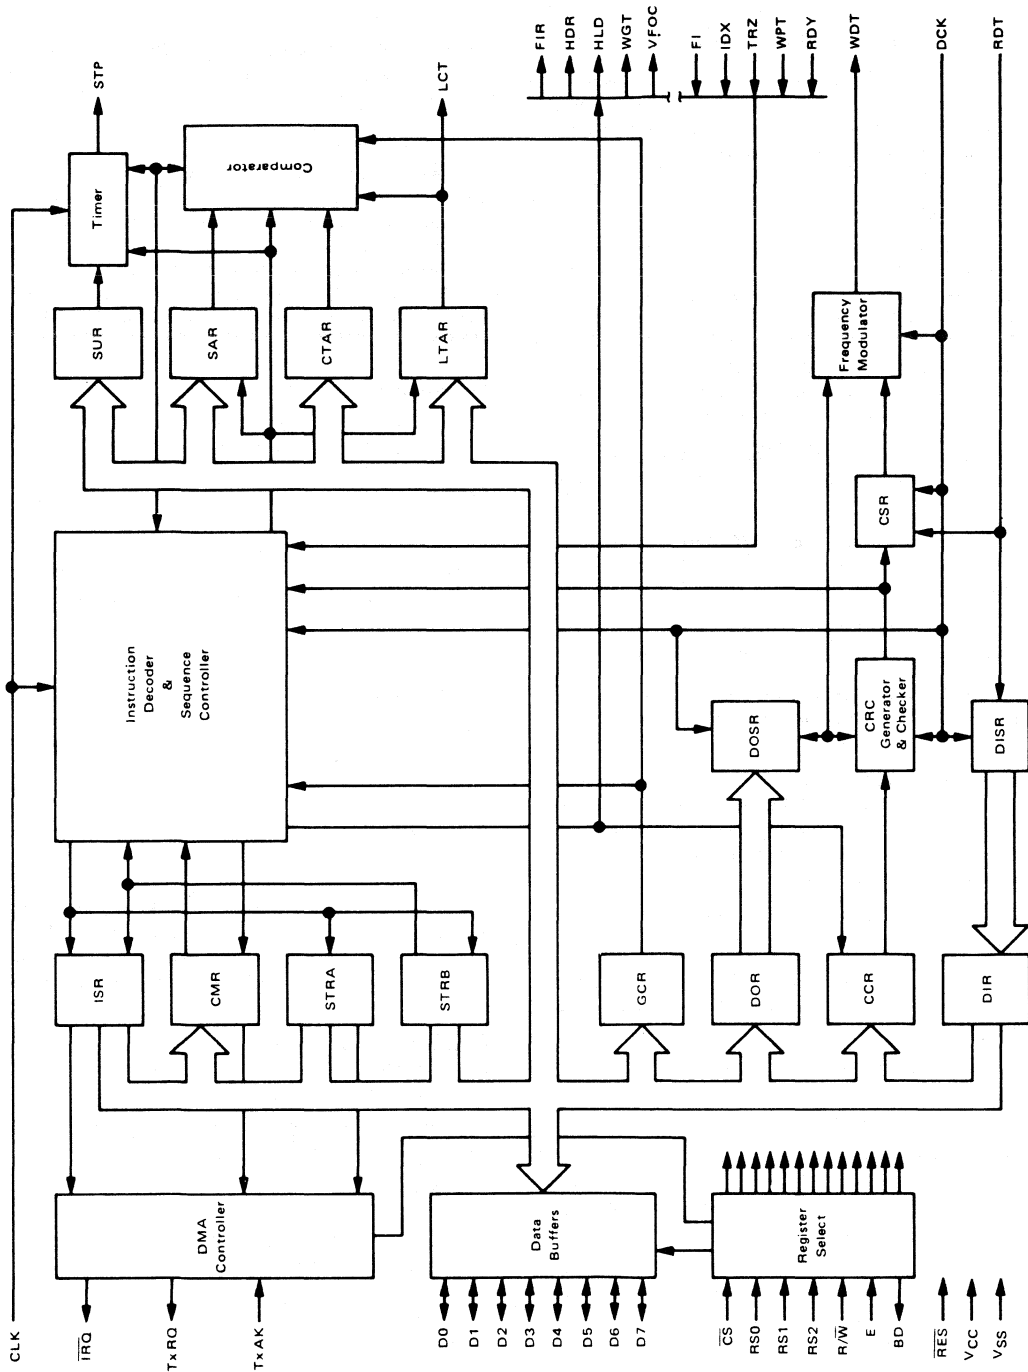 CLK
STP
LCT
FIR
HDR
HLD
WGT
VFOC
FI
IDX
TRZ
WPT
RDY
WDT
DCK
RDT
Timer
Comparator
SUR
SAR
CTAR
LTAR
Frequency
Modulator
CSR
Instruction
Decoder
&
Sequence
Controller
DOSR
CRC
Generator
& Checker
DISR
ISR
CMR
STRA
STRB
GCR
DOR
CCR
DIR
DMA
Controller
Data
Buffers
Register
Select
I̅R̅Q̅
TxRQ
TxAK
D0
D1
D2
D3
D4
D5
D6
D7
C̅S̅
RS0
RS1
RS2
R/W̅
E
BD
R̅E̅S̅
VCC
VSS